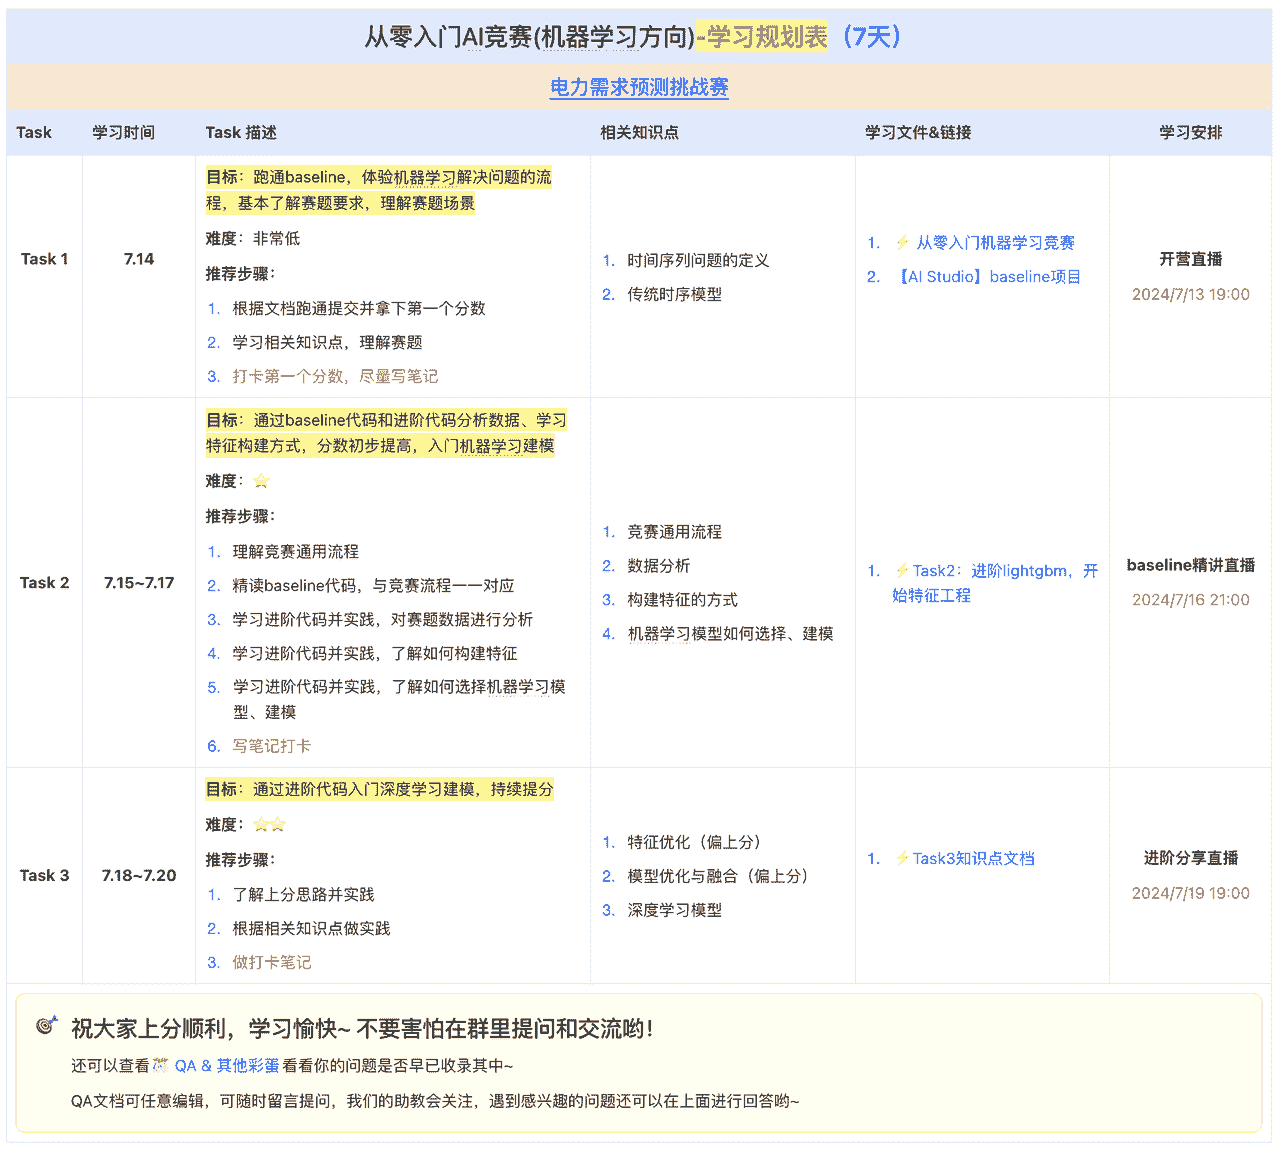 从零入门AI竞赛(机器学习方向)-学习规划表（7天）
电力需求预测挑战赛
Task 学习时间 Task 描述 相关知识点 学习文件&链接 学习安排
Task 1
7.14
目标：跑通baseline，体验机器学习解决问题的流
程，基本了解赛题要求，理解赛题场景
难度：非常低
推荐步骤：
1. 根据文档跑通提交并拿下第一个分数
2. 学习相关知识点，理解赛题
3. 打卡第一个分数，尽量写笔记
1. 时间序列问题的定义
2. 传统时序模型
1. ⚡ 从零入门机器学习竞赛
2. 【AI Studio】baseline项目
开营直播
2024/7/13 19:00
Task 2
7.15~7.17
目标：通过baseline代码和进阶代码分析数据、学习
特征构建方式，分数初步提高，入门机器学习建模
难度：⭐
推荐步骤：
1. 理解竞赛通用流程
2. 精读baseline代码，与竞赛流程一一对应
3. 学习进阶代码并实践，对赛题数据进行分析
4. 学习进阶代码并实践，了解如何构建特征
5. 学习进阶代码并实践，了解如何选择机器学习模
型、建模
6. 写笔记打卡
1. 竞赛通用流程
2. 数据分析
3. 构建特征的方式
4. 机器学习模型如何选择、建模
1. ⚡Task2：进阶lightgbm，开
始特征工程
baseline精讲直播
2024/7/16 21:00
Task 3
7.18~7.20
目标：通过进阶代码入门深度学习建模，持续提分
难度：⭐⭐
推荐步骤：
1. 了解上分思路并实践
2. 根据相关知识点做实践
3. 做打卡笔记
1. 特征优化（偏上分）
2. 模型优化与融合（偏上分）
3. 深度学习模型
1. ⚡Task3知识点文档
进阶分享直播
2024/7/19 19:00
祝大家上分顺利，学习愉快~ 不要害怕在群里提问和交流哟！
还可以查看 QA & 其他彩蛋 看看你的问题是否早已收录其中~
QA文档可任意编辑，可随时留言提问，我们的助教会关注，遇到感兴趣的问题还可以在上面进行回答哟~